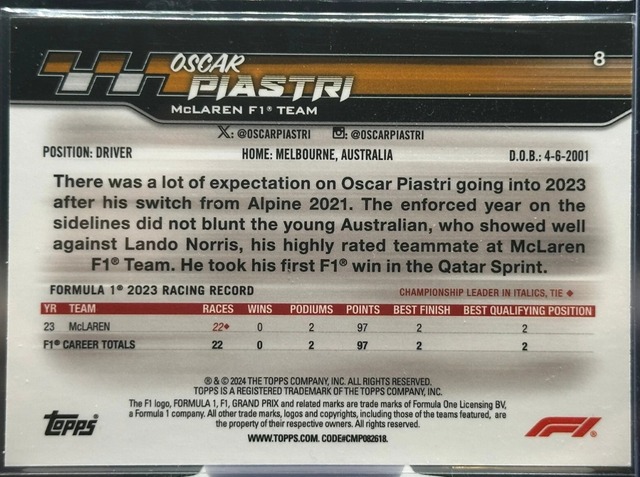 8
OSCAR
PIASTRI
McLAREN F1® TEAM
X: @OSCARPIASTRI : @OSCARPIASTRI
POSITION: DRIVER HOME: MELBOURNE, AUSTRALIA D.O.B.: 4-6-2001
There was a lot of expectation on Oscar Piastri going into 2023
after his switch from Alpine 2021. The enforced year on the
sidelines did not blunt the young Australian, who showed well
against Lando Norris, his highly rated teammate at McLaren
F1® Team. He took his first F1® win in the Qatar Sprint.
FORMULA 1® 2023 RACING RECORD CHAMPIONSHIP LEADER IN ITALICS, TIE ♦
YR TEAM RACES WINS PODIUMS POINTS BEST FINISH BEST QUALIFYING POSITION
23 McLAREN 22♦ 0 2 97 2 2
F1® CAREER TOTALS 22 0 2 97 2 2
® & © 2024 THE TOPPS COMPANY, INC. ALL RIGHTS RESERVED.
TOPPS IS A REGISTERED TRADEMARK OF THE TOPPS COMPANY, INC.
The F1 logo, FORMULA 1, F1, GRAND PRIX and related marks are trade marks of Formula One Licensing BV,
a Formula 1 company. All other trade marks, logos and copyrights, including those of the teams featured, are
the property of their respective owners. All rights reserved.
Topps® F1®
WWW.TOPPS.COM. CODE#CMP082618.